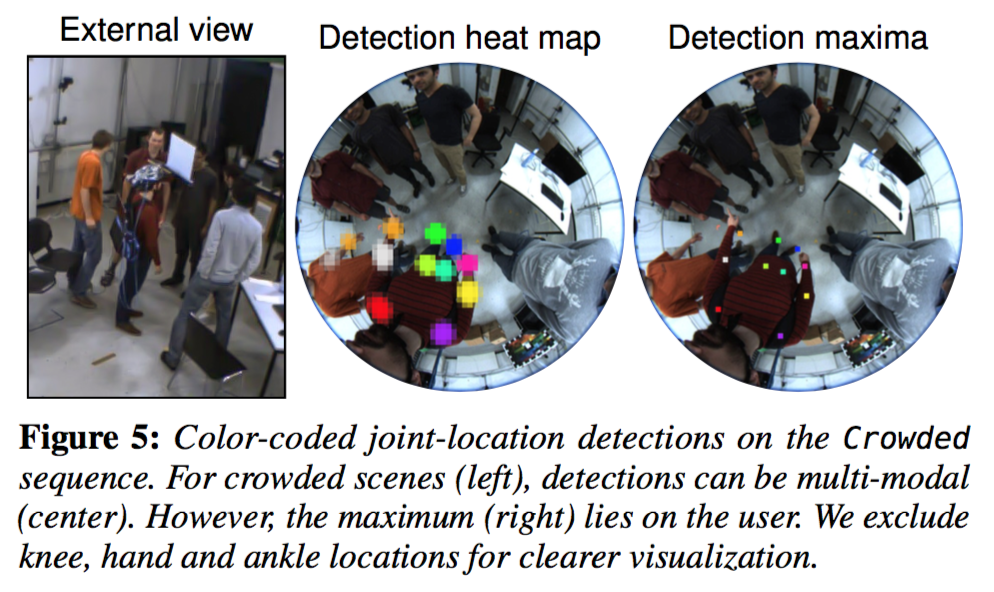 External view
Detection heat map
Detection maxima
Figure 5: Color-coded joint-location detections on the Crowded
sequence. For crowded scenes (left), detections can be multi-modal
(center). However, the maximum (right) lies on the user. We exclude
knee, hand and ankle locations for clearer visualization.